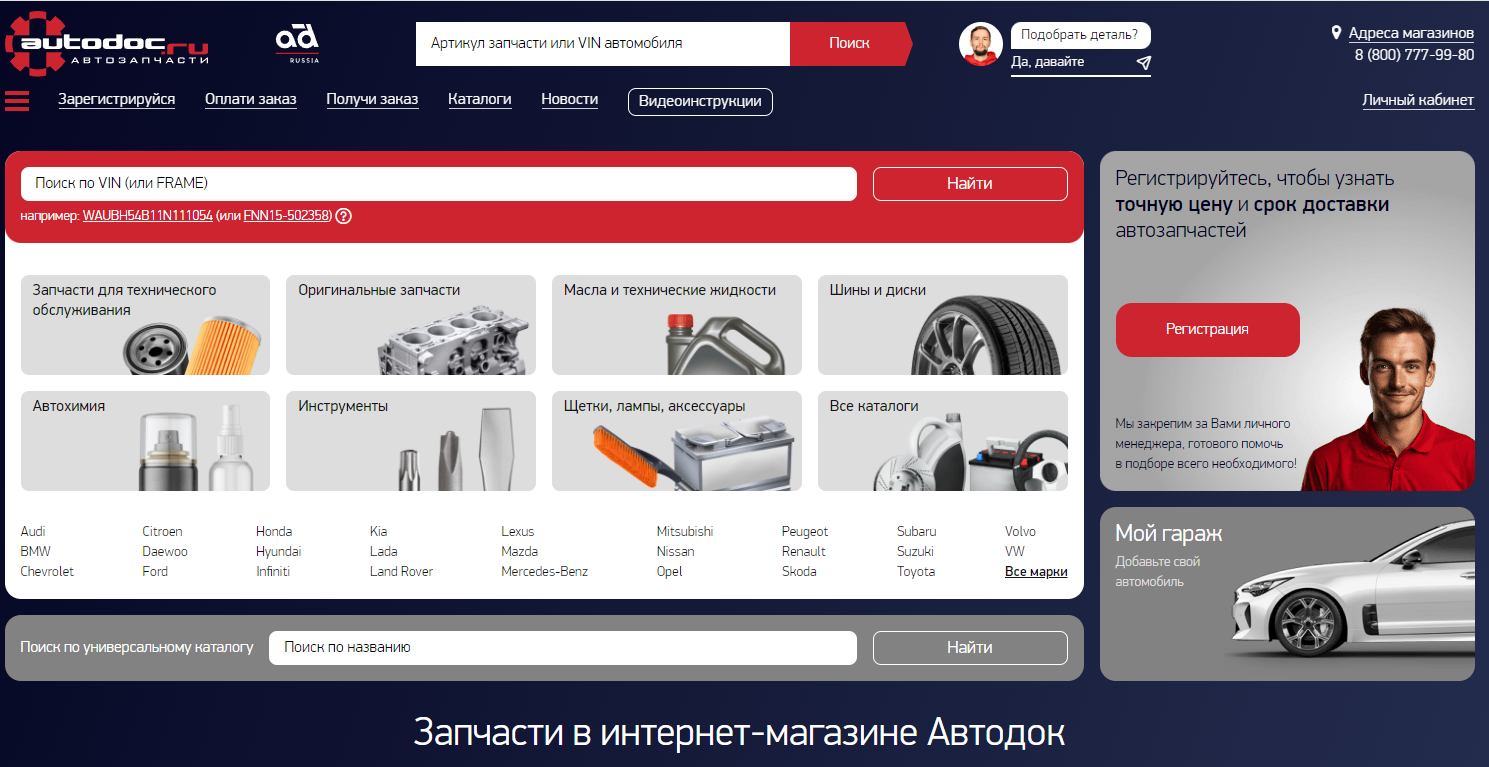 autodoc.ru
АВТОЗАПЧАСТИ
ad
RUSSIA
Артикул запчасти или VIN автомобиля
Поиск
Подобрать деталь?
Да, давайте
Адреса магазинов
8 (800) 777-99-80
Зарегистрируйся
Оплати заказ
Получи заказ
Каталоги
Новости
Видеоинструкции
Личный кабинет
Поиск по VIN (или FRAME)
Найти
например: WAUBH54B11N111054 (или FNN15-502358) ?
Регистрируйтесь, чтобы узнать
точную цену и срок доставки
автозапчастей
Регистрация
Мы закрепим за Вами личного
менеджера, готового помочь
в подборе всего необходимого!
Запчасти для технического
обслуживания
Оригинальные запчасти
Масла и технические жидкости
Шины и диски
Автохимия
Инструменты
Щетки, лампы, аксессуары
Все каталоги
Audi Citroen Honda Kia Lexus Mitsubishi Peugeot Subaru Volvo
BMW Daewoo Hyundai Lada Mazda Nissan Renault Suzuki VW
Chevrolet Ford Infiniti Land Rover Mercedes-Benz Opel Skoda Toyota Все марки
Мой гараж
Добавьте свой
автомобиль
Поиск по универсальному каталогу
Поиск по названию
Найти
Запчасти в интернет-магазине Автодок